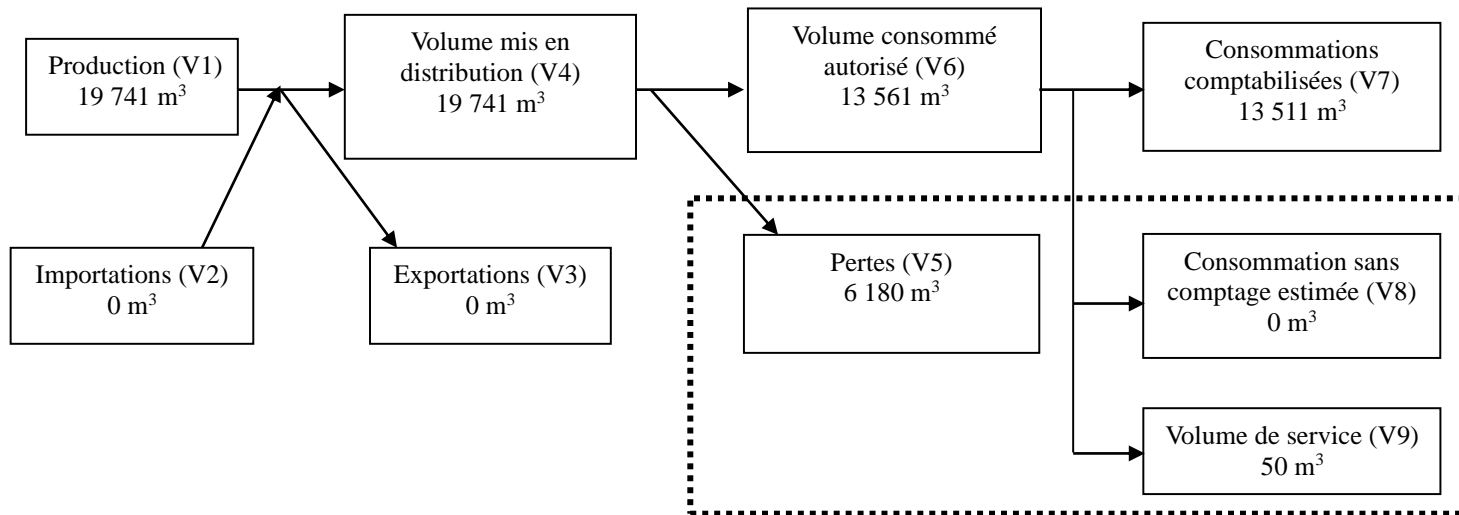 Production (V1)
19 741 m³
Volume mis en
distribution (V4)
19 741 m³
Volume consommé
autorisé (V6)
13 561 m³
Consommations
comptabilisées (V7)
13 511 m³
Importations (V2)
0 m³
Exportations (V3)
0 m³
Pertes (V5)
6 180 m³
Consommation sans
comptage estimée (V8)
0 m³
Volume de service (V9)
50 m³